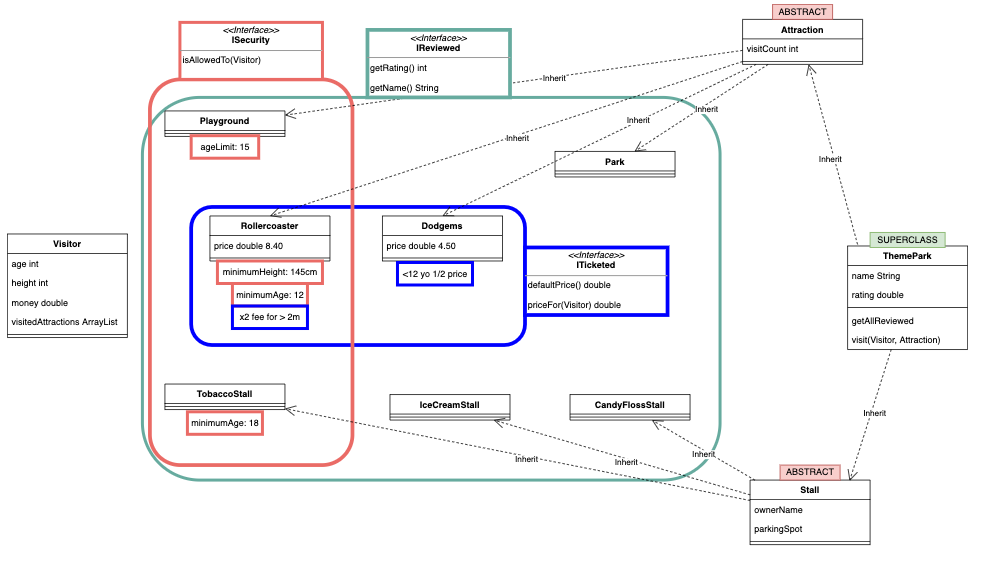 ABSTRACT
Attraction
visitCount int
<<Interface>>
ISecurity
isAllowedTo(Visitor)
<<Interface>>
IReviewed
getRating() int
getName() String
Inherit
Inherit
Inherit
Inherit
Playground
ageLimit: 15
Park
Inherit
Rollercoaster
price double 8.40
minimumHeight: 145cm
minimumAge: 12
x2 fee for > 2m
Dodgems
price double 4.50
<12 yo 1/2 price
<<Interface>>
ITicketed
defaultPrice() double
priceFor(Visitor) double
Visitor
age int
height int
money double
visitedAttractions ArrayList
SUPERCLASS
ThemePark
name String
rating double
getAllReviewed
visit(Visitor, Attraction)
TobaccoStall
minimumAge: 18
IceCreamStall
CandyFlossStall
Inherit
Inherit
Inherit
Inherit
ABSTRACT
Stall
ownerName
parkingSpot